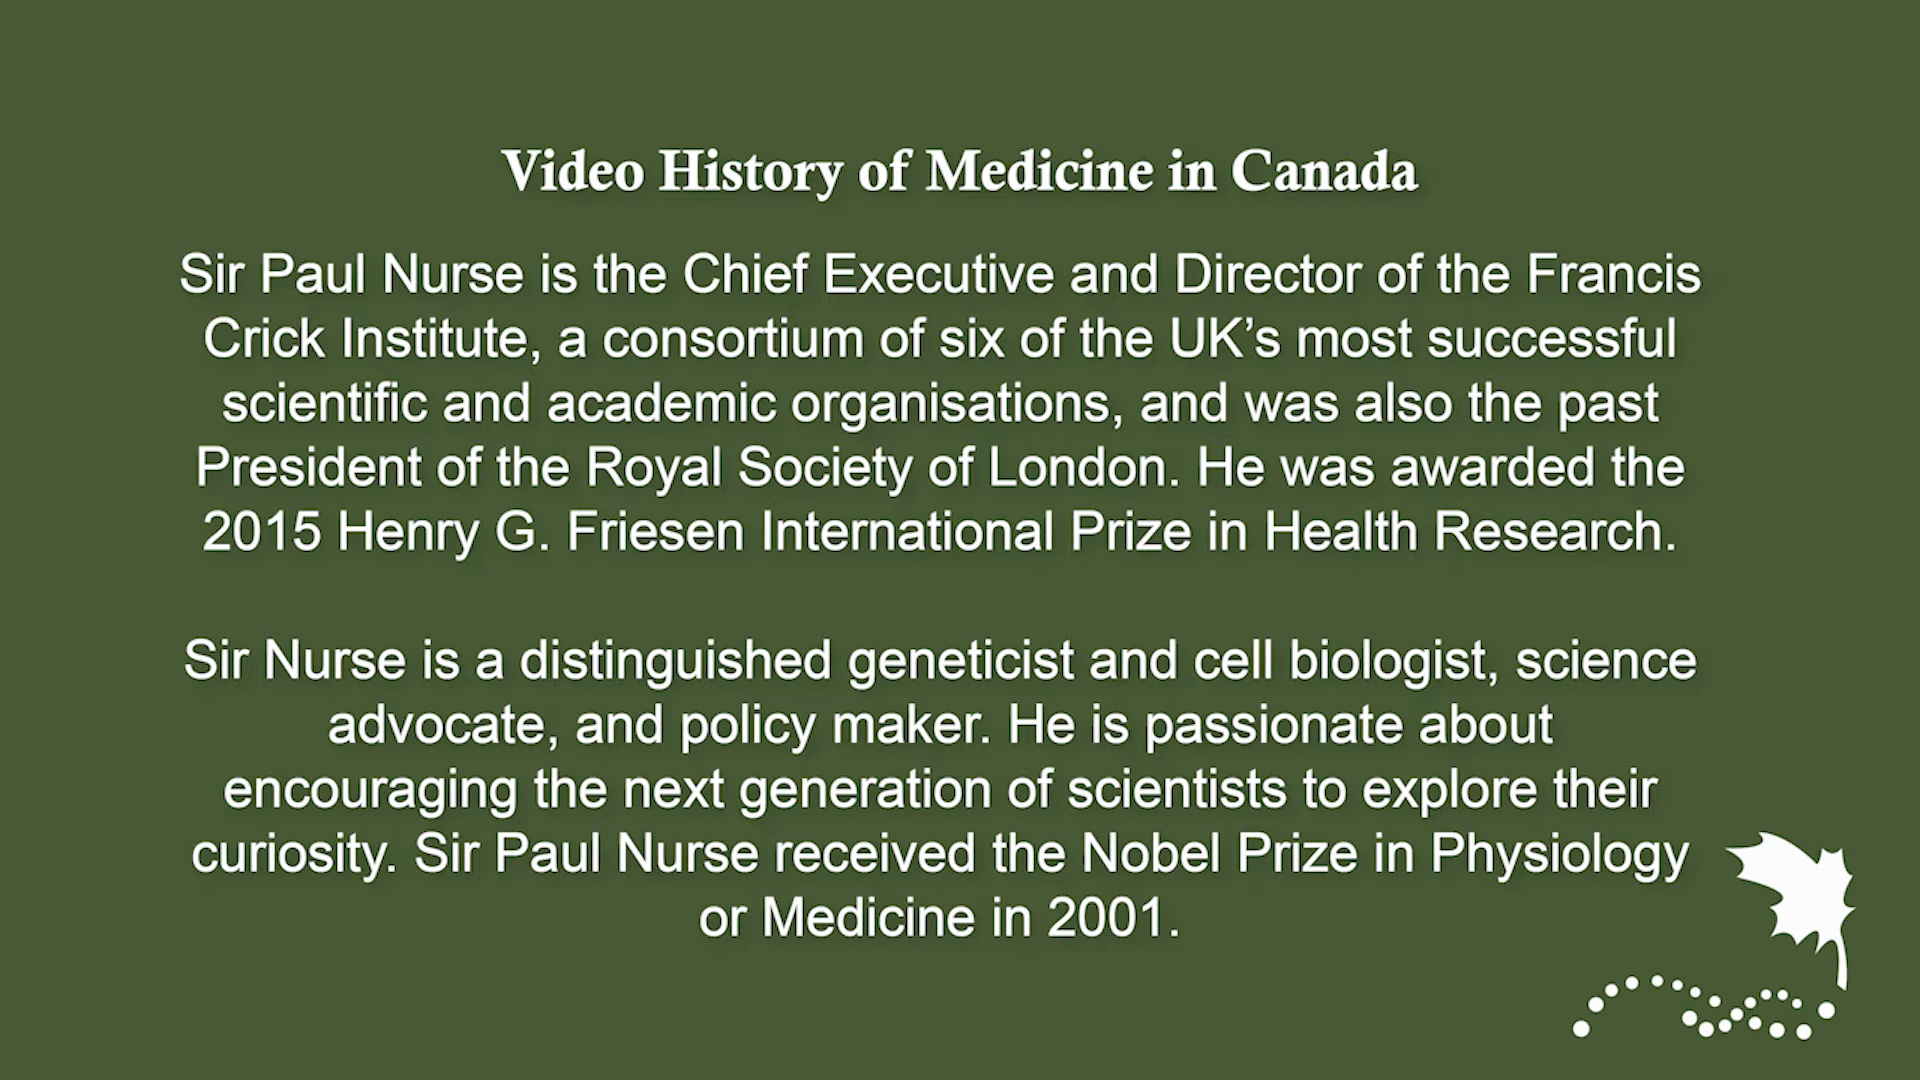 Video History of Medicine in Canada
Sir Paul Nurse is the Chief Executive and Director of the Francis
Crick Institute, a consortium of six of the UK’s most successful
scientific and academic organisations, and was also the past
President of the Royal Society of London. He was awarded the
2015 Henry G. Friesen International Prize in Health Research.
Sir Nurse is a distinguished geneticist and cell biologist, science
advocate, and policy maker. He is passionate about
encouraging the next generation of scientists to explore their
curiosity. Sir Paul Nurse received the Nobel Prize in Physiology
or Medicine in 2001.